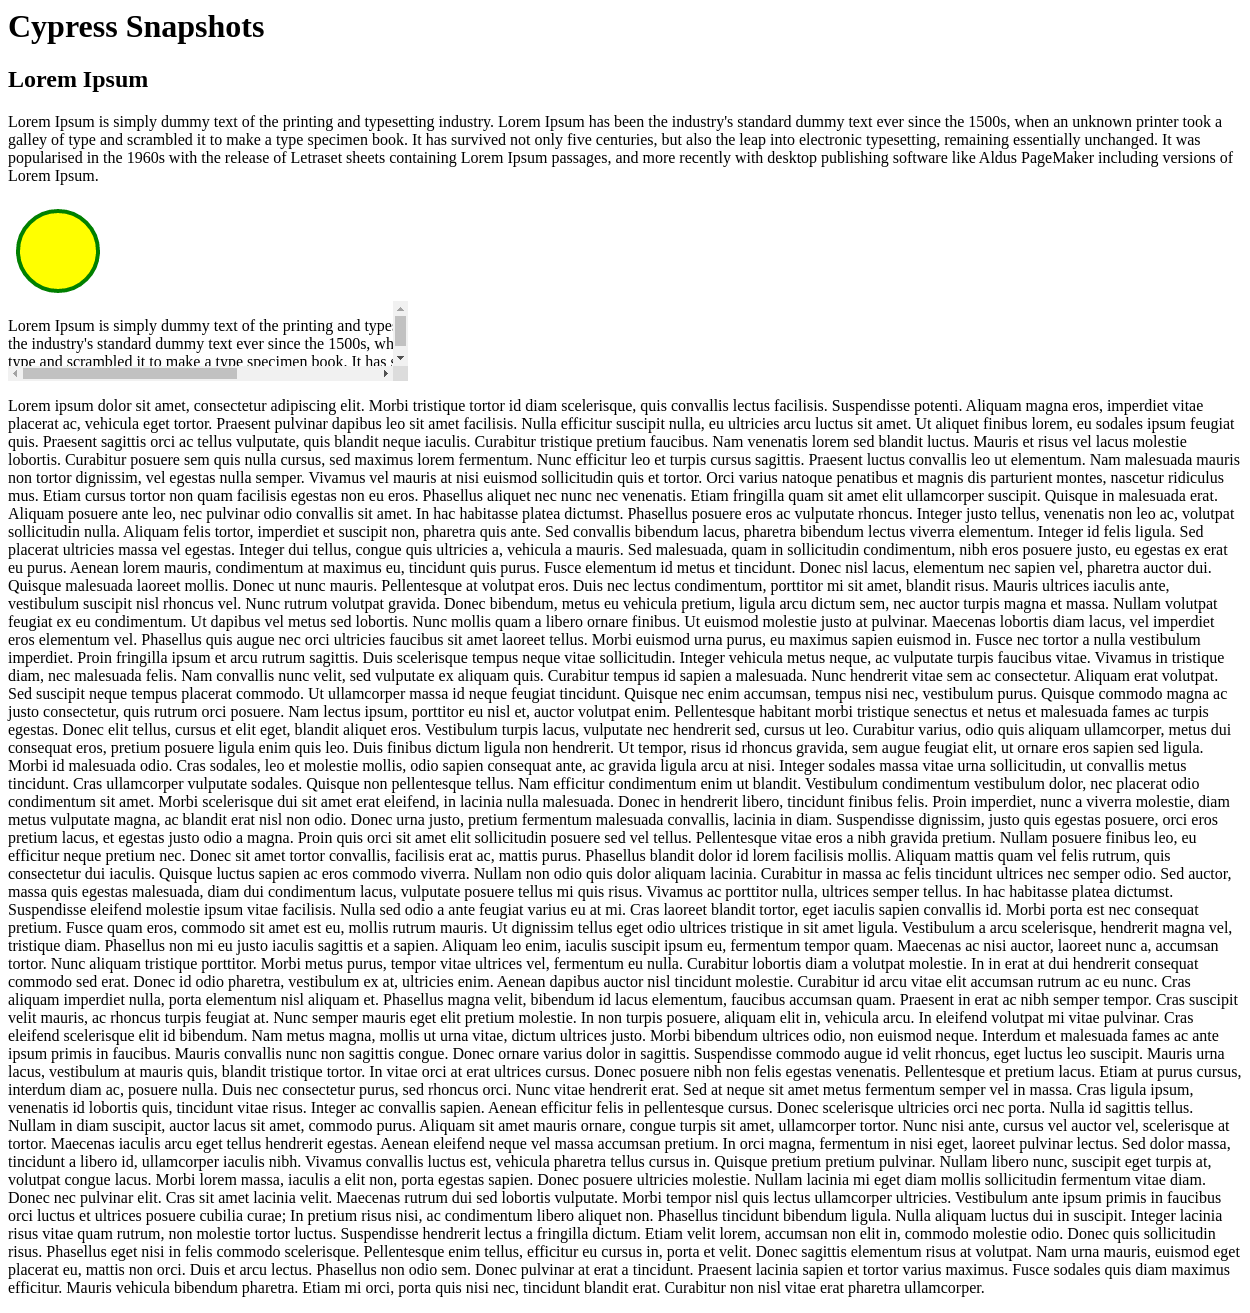 Cypress Snapshots
Lorem Ipsum
Lorem Ipsum is simply dummy text of the printing and typesetting industry. Lorem Ipsum has been the industry's standard dummy text ever since the 1500s, when an unknown printer took a
galley of type and scrambled it to make a type specimen book. It has survived not only five centuries, but also the leap into electronic typesetting, remaining essentially unchanged. It was
popularised in the 1960s with the release of Letraset sheets containing Lorem Ipsum passages, and more recently with desktop publishing software like Aldus PageMaker including versions of
Lorem Ipsum.
Lorem Ipsum is simply dummy text of the printing and type
the industry's standard dummy text ever since the 1500s, wh
type and scrambled it to make a type specimen book. It has
Lorem ipsum dolor sit amet, consectetur adipiscing elit. Morbi tristique tortor id diam scelerisque, quis convallis lectus facilisis. Suspendisse potenti. Aliquam magna eros, imperdiet vitae
placerat ac, vehicula eget tortor. Praesent pulvinar dapibus leo sit amet facilisis. Nulla efficitur suscipit nulla, eu ultricies arcu luctus sit amet. Ut aliquet finibus lorem, eu sodales ipsum feugiat
quis. Praesent sagittis orci ac tellus vulputate, quis blandit neque iaculis. Curabitur tristique pretium faucibus. Nam venenatis lorem sed blandit luctus. Mauris et risus vel lacus molestie
lobortis. Curabitur posuere sem quis nulla cursus, sed maximus lorem fermentum. Nunc efficitur leo et turpis cursus sagittis. Praesent luctus convallis leo ut elementum. Nam malesuada mauris
non tortor dignissim, vel egestas nulla semper. Vivamus vel mauris at nisi euismod sollicitudin quis et tortor. Orci varius natoque penatibus et magnis dis parturient montes, nascetur ridiculus
mus. Etiam cursus tortor non quam facilisis egestas non eu eros. Phasellus aliquet nec nunc nec venenatis. Etiam fringilla quam sit amet elit ullamcorper suscipit. Quisque in malesuada erat.
Aliquam posuere ante leo, nec pulvinar odio convallis sit amet. In hac habitasse platea dictumst. Phasellus posuere eros ac vulputate rhoncus. Integer justo tellus, venenatis non leo ac, volutpat
sollicitudin nulla. Aliquam felis tortor, imperdiet et suscipit non, pharetra quis ante. Sed convallis bibendum lacus, pharetra bibendum lectus viverra elementum. Integer id felis ligula. Sed
placerat ultricies massa vel egestas. Integer dui tellus, congue quis ultricies a, vehicula a mauris. Sed malesuada, quam in sollicitudin condimentum, nibh eros posuere justo, eu egestas ex erat
eu purus. Aenean lorem mauris, condimentum at maximus eu, tincidunt quis purus. Fusce elementum id metus et tincidunt. Donec nisl lacus, elementum nec sapien vel, pharetra auctor dui.
Quisque malesuada laoreet mollis. Donec ut nunc mauris. Pellentesque at volutpat eros. Duis nec lectus condimentum, porttitor mi sit amet, blandit risus. Mauris ultrices iaculis ante,
vestibulum suscipit nisl rhoncus vel. Nunc rutrum volutpat gravida. Donec bibendum, metus eu vehicula pretium, ligula arcu dictum sem, nec auctor turpis magna et massa. Nullam volutpat
feugiat ex eu condimentum. Ut dapibus vel metus sed lobortis. Nunc mollis quam a libero ornare finibus. Ut euismod molestie justo at pulvinar. Maecenas lobortis diam lacus, vel imperdiet
eros elementum vel. Phasellus quis augue nec orci ultricies faucibus sit amet laoreet tellus. Morbi euismod urna purus, eu maximus sapien euismod in. Fusce nec tortor a nulla vestibulum
imperdiet. Proin fringilla ipsum et arcu rutrum sagittis. Duis scelerisque tempus neque vitae sollicitudin. Integer vehicula metus neque, ac vulputate turpis faucibus vitae. Vivamus in tristique
diam, nec malesuada felis. Nam convallis nunc velit, sed vulputate ex aliquam quis. Curabitur tempus id sapien a malesuada. Nunc hendrerit vitae sem ac consectetur. Aliquam erat volutpat.
Sed suscipit neque tempus placerat commodo. Ut ullamcorper massa id neque feugiat tincidunt. Quisque nec enim accumsan, tempus nisi nec, vestibulum purus. Quisque commodo magna ac
justo consectetur, quis rutrum orci posuere. Nam lectus ipsum, porttitor eu nisl et, auctor volutpat enim. Pellentesque habitant morbi tristique senectus et netus et malesuada fames ac turpis
egestas. Donec elit tellus, cursus et elit eget, blandit aliquet eros. Vestibulum turpis lacus, vulputate nec hendrerit sed, cursus ut leo. Curabitur varius, odio quis aliquam ullamcorper, metus dui
consequat eros, pretium posuere ligula enim quis leo. Duis finibus dictum ligula non hendrerit. Ut tempor, risus id rhoncus gravida, sem augue feugiat elit, ut ornare eros sapien sed ligula.
Morbi id malesuada odio. Cras sodales, leo et molestie mollis, odio sapien consequat ante, ac gravida ligula arcu at nisi. Integer sodales massa vitae urna sollicitudin, ut convallis metus
tincidunt. Cras ullamcorper vulputate sodales. Quisque non pellentesque tellus. Nam efficitur condimentum enim ut blandit. Vestibulum condimentum vestibulum dolor, nec placerat odio
condimentum sit amet. Morbi scelerisque dui sit amet erat eleifend, in lacinia nulla malesuada. Donec in hendrerit libero, tincidunt finibus felis. Proin imperdiet, nunc a viverra molestie, diam
metus vulputate magna, ac blandit erat nisl non odio. Donec urna justo, pretium fermentum malesuada convallis, lacinia in diam. Suspendisse dignissim, justo quis egestas posuere, orci eros
pretium lacus, et egestas justo odio a magna. Proin quis orci sit amet elit sollicitudin posuere sed vel tellus. Pellentesque vitae eros a nibh gravida pretium. Nullam posuere finibus leo, eu
efficitur neque pretium nec. Donec sit amet tortor convallis, facilisis erat ac, mattis purus. Phasellus blandit dolor id lorem facilisis mollis. Aliquam mattis quam vel felis rutrum, quis
consectetur dui iaculis. Quisque luctus sapien ac eros commodo viverra. Nullam non odio quis dolor aliquam lacinia. Curabitur in massa ac felis tincidunt ultrices nec semper odio. Sed auctor,
massa quis egestas malesuada, diam dui condimentum lacus, vulputate posuere tellus mi quis risus. Vivamus ac porttitor nulla, ultrices semper tellus. In hac habitasse platea dictumst.
Suspendisse eleifend molestie ipsum vitae facilisis. Nulla sed odio a ante feugiat varius eu at mi. Cras laoreet blandit tortor, eget iaculis sapien convallis id. Morbi porta est nec consequat
pretium. Fusce quam eros, commodo sit amet est eu, mollis rutrum mauris. Ut dignissim tellus eget odio ultrices tristique in sit amet ligula. Vestibulum a arcu scelerisque, hendrerit magna vel,
tristique diam. Phasellus non mi eu justo iaculis sagittis et a sapien. Aliquam leo enim, iaculis suscipit ipsum eu, fermentum tempor quam. Maecenas ac nisi auctor, laoreet nunc a, accumsan
tortor. Nunc aliquam tristique porttitor. Morbi metus purus, tempor vitae ultrices vel, fermentum eu nulla. Curabitur lobortis diam a volutpat molestie. In in erat at dui hendrerit consequat
commodo sed erat. Donec id odio pharetra, vestibulum ex at, ultricies enim. Aenean dapibus auctor nisl tincidunt molestie. Curabitur id arcu vitae elit accumsan rutrum ac eu nunc. Cras
aliquam imperdiet nulla, porta elementum nisl aliquam et. Phasellus magna velit, bibendum id lacus elementum, faucibus accumsan quam. Praesent in erat ac nibh semper tempor. Cras suscipit
velit mauris, ac rhoncus turpis feugiat at. Nunc semper mauris eget elit pretium molestie. In non turpis posuere, aliquam elit in, vehicula arcu. In eleifend volutpat mi vitae pulvinar. Cras
eleifend scelerisque elit id bibendum. Nam metus magna, mollis ut urna vitae, dictum ultrices justo. Morbi bibendum ultrices odio, non euismod neque. Interdum et malesuada fames ac ante
ipsum primis in faucibus. Mauris convallis nunc non sagittis congue. Donec ornare varius dolor in sagittis. Suspendisse commodo augue id velit rhoncus, eget luctus leo suscipit. Mauris urna
lacus, vestibulum at mauris quis, blandit tristique tortor. In vitae orci at erat ultrices cursus. Donec posuere nibh non felis egestas venenatis. Pellentesque et pretium lacus. Etiam at purus cursus,
interdum diam ac, posuere nulla. Duis nec consectetur purus, sed rhoncus orci. Nunc vitae hendrerit erat. Sed at neque sit amet metus fermentum semper vel in massa. Cras ligula ipsum,
venenatis id lobortis quis, tincidunt vitae risus. Integer ac convallis sapien. Aenean efficitur felis in pellentesque cursus. Donec scelerisque ultricies orci nec porta. Nulla id sagittis tellus.
Nullam in diam suscipit, auctor lacus sit amet, commodo purus. Aliquam sit amet mauris ornare, congue turpis sit amet, ullamcorper tortor. Nunc nisi ante, cursus vel auctor vel, scelerisque at
tortor. Maecenas iaculis arcu eget tellus hendrerit egestas. Aenean eleifend neque vel massa accumsan pretium. In orci magna, fermentum in nisi eget, laoreet pulvinar lectus. Sed dolor massa,
tincidunt a libero id, ullamcorper iaculis nibh. Vivamus convallis luctus est, vehicula pharetra tellus cursus in. Quisque pretium pretium pulvinar. Nullam libero nunc, suscipit eget turpis at,
volutpat congue lacus. Morbi lorem massa, iaculis a elit non, porta egestas sapien. Donec posuere ultricies molestie. Nullam lacinia mi eget diam mollis sollicitudin fermentum vitae diam.
Donec nec pulvinar elit. Cras sit amet lacinia velit. Maecenas rutrum dui sed lobortis vulputate. Morbi tempor nisl quis lectus ullamcorper ultricies. Vestibulum ante ipsum primis in faucibus
orci luctus et ultrices posuere cubilia curae; In pretium risus nisi, ac condimentum libero aliquet non. Phasellus tincidunt bibendum ligula. Nulla aliquam luctus dui in suscipit. Integer lacinia
risus vitae quam rutrum, non molestie tortor luctus. Suspendisse hendrerit lectus a fringilla dictum. Etiam velit lorem, accumsan non elit in, commodo molestie odio. Donec quis sollicitudin
risus. Phasellus eget nisi in felis commodo scelerisque. Pellentesque enim tellus, efficitur eu cursus in, porta et velit. Donec sagittis elementum risus at volutpat. Nam urna mauris, euismod eget
placerat eu, mattis non orci. Duis et arcu lectus. Phasellus non odio sem. Donec pulvinar at erat a tincidunt. Praesent lacinia sapien et tortor varius maximus. Fusce sodales quis diam maximus
efficitur. Mauris vehicula bibendum pharetra. Etiam mi orci, porta quis nisi nec, tincidunt blandit erat. Curabitur non nisl vitae erat pharetra ullamcorper.